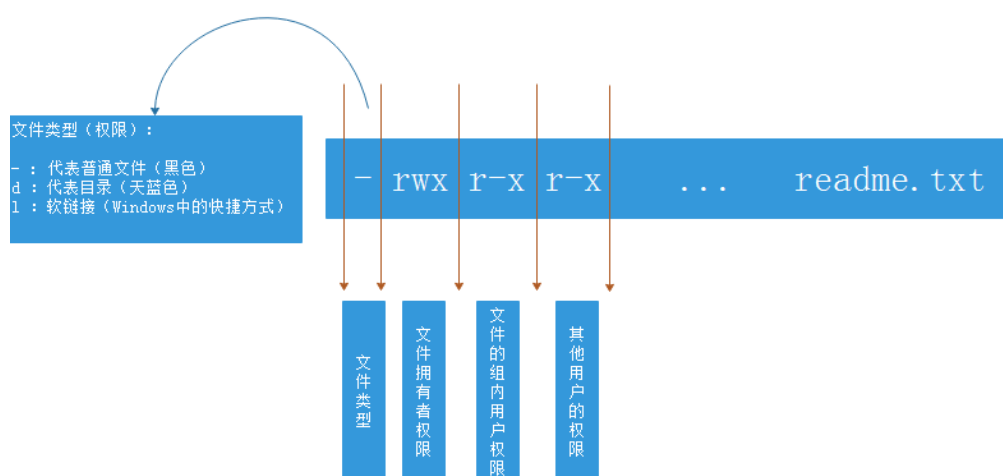 文件类型（权限）：
- : 代表普通文件（黑色）
d : 代表目录（天蓝色）
l : 软链接（Windows中的快捷方式）
- rwx r-x r-x ... readme.txt
文件类型
文件拥有者权限
文件的组内用户权限
其他用户的权限